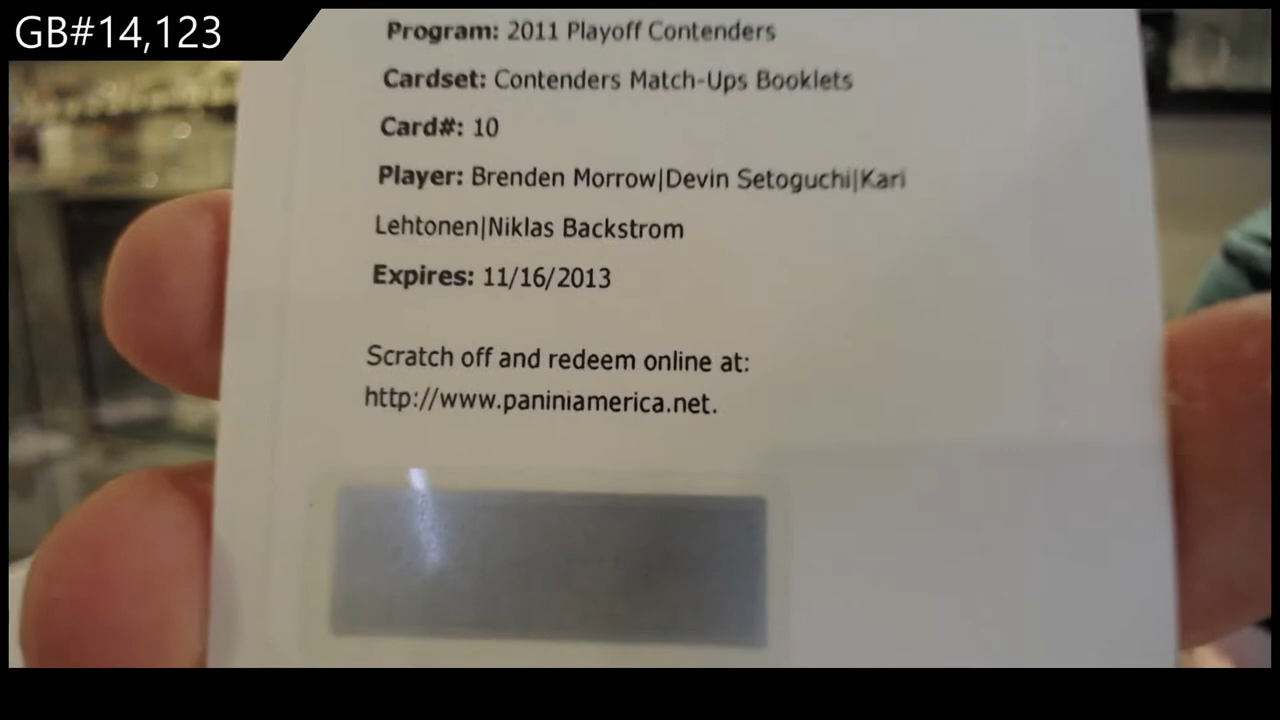 GB#14,123
Program: 2011 Playoff Contenders
Cardset: Contenders Match-Ups Booklets
Card#: 10
Player: Brenden Morrow|Devin Setoguchi|Kari
Lehtonen|Niklas Backstrom
Expires: 11/16/2013
Scratch off and redeem online at:
http://www.paniniamerica.net.